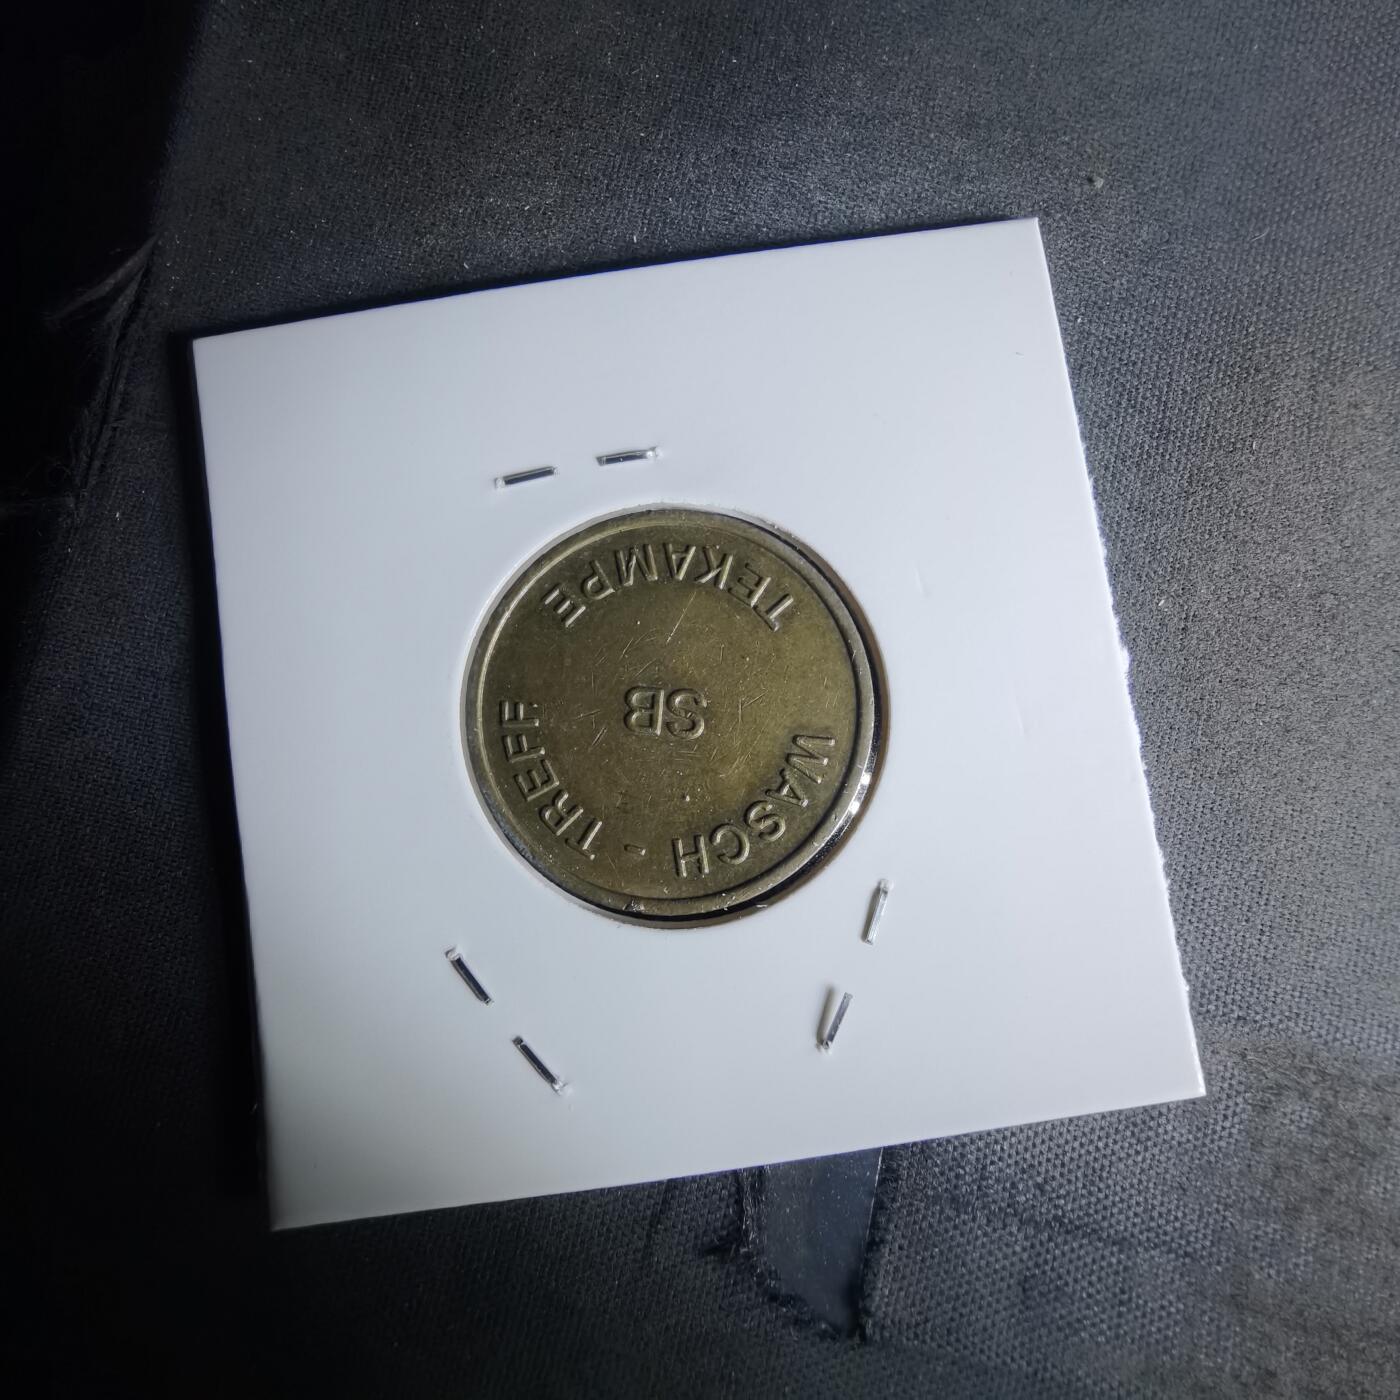 WASCH - TREFF
SB
TEKAMPE